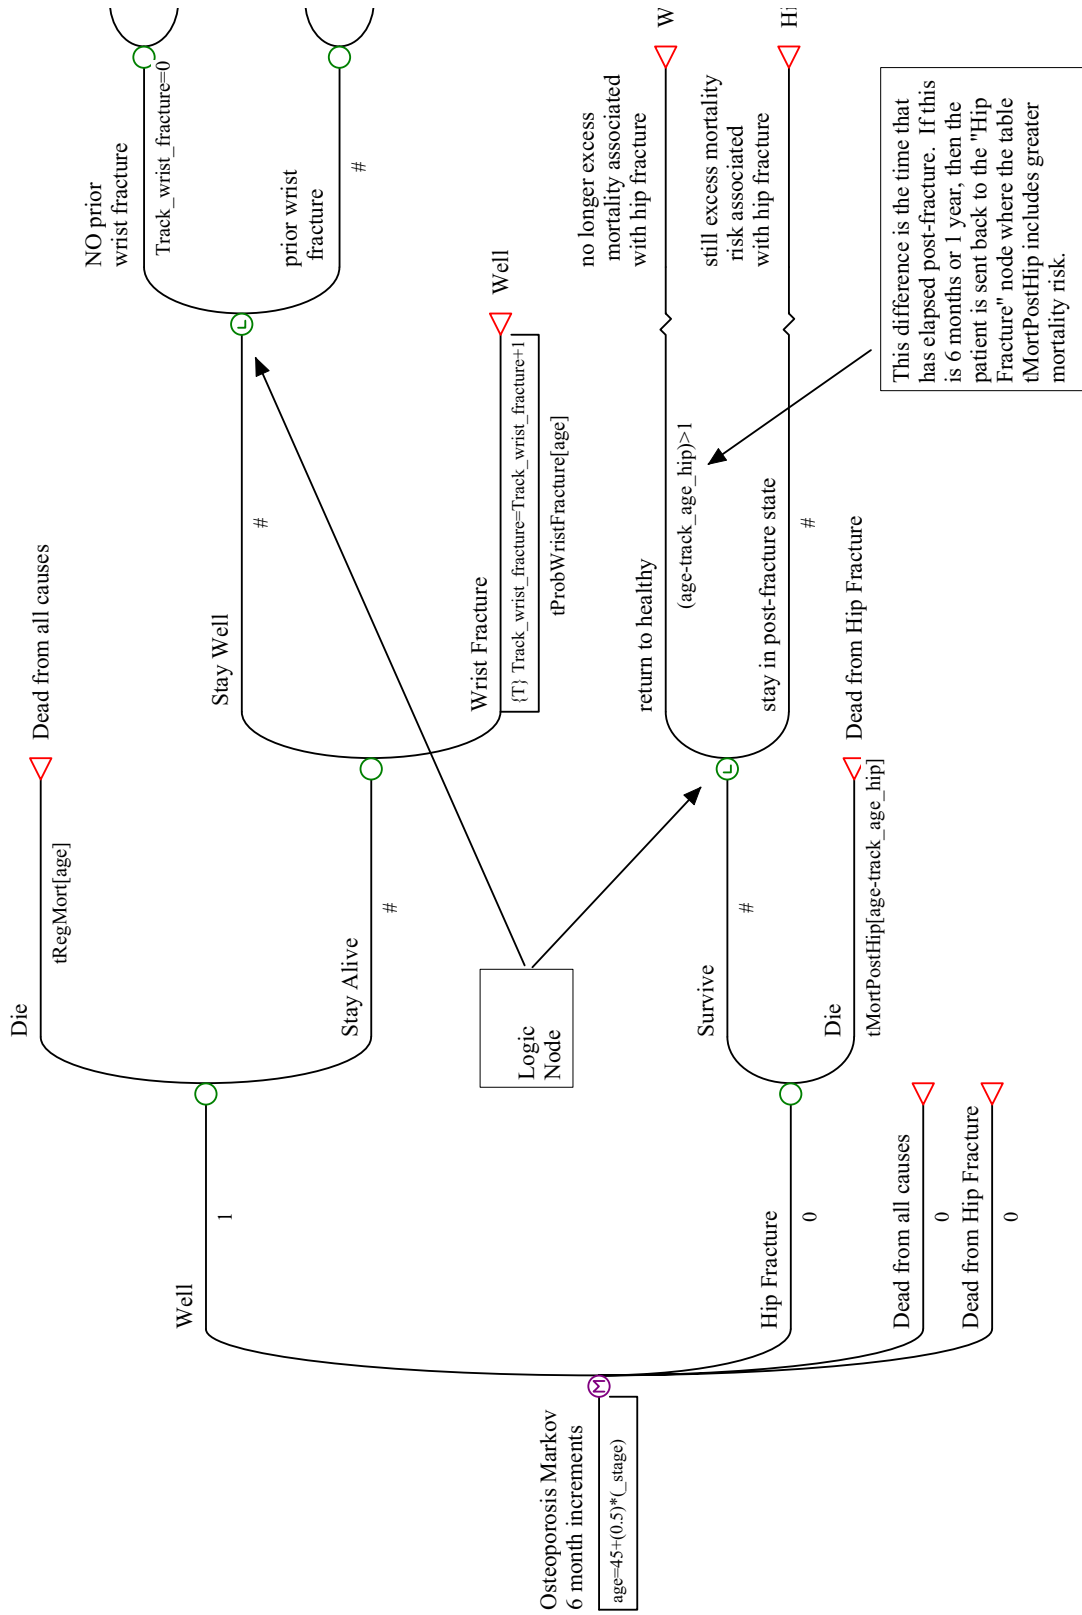 Osteoporosis Markov
6 month increments
age=45+(0.5)*(_stage)
M
Well
1
Die
tRegMort[age]
Dead from all causes
Stay Alive
#
Stay Well
#
L
NO prior
wrist fracture
Track_wrist_fracture=0
prior wrist
fracture
#
Wrist Fracture
{T} Track_wrist_fracture=Track_wrist_fracture+1
tProbWristFracture[age]
Well
Logic
Node
Hip Fracture
0
Survive
#
L
return to healthy
(age-track_age_hip)>1
no longer excess
mortality associated
with hip fracture
W
stay in post-fracture state
#
still excess mortality
risk associated
with hip fracture
Hi
Die
tMortPostHip[age-track_age_hip]
Dead from Hip Fracture
Dead from all causes
0
Dead from Hip Fracture
0
This difference is the time that
has elapsed post-fracture.  If this
is 6 months or 1 year, then the
patient is sent back to the "Hip
Fracture" node where the table
tMortPostHip includes greater
mortality risk.